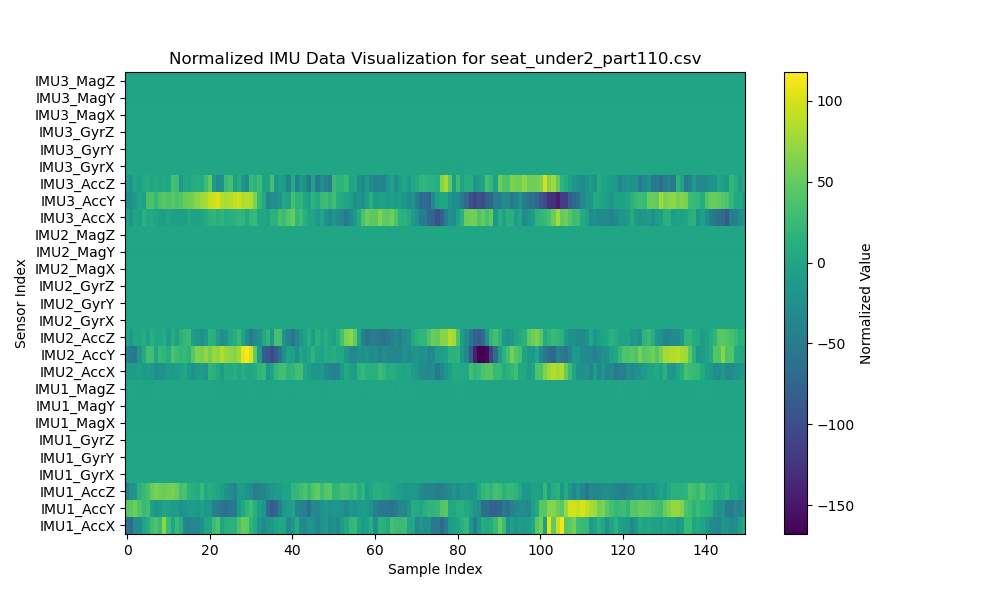 Normalized IMU Data Visualization for seat_under2_part110.csv
IMU3_MagZ
IMU3_MagY
IMU3_MagX
IMU3_GyrZ
IMU3_GyrY
IMU3_GyrX
IMU3_AccZ
IMU3_AccY
IMU3_AccX
IMU2_MagZ
IMU2_MagY
IMU2_MagX
IMU2_GyrZ
IMU2_GyrY
IMU2_GyrX
IMU2_AccZ
IMU2_AccY
IMU2_AccX
IMU1_MagZ
IMU1_MagY
IMU1_MagX
IMU1_GyrZ
IMU1_GyrY
IMU1_GyrX
IMU1_AccZ
IMU1_AccY
IMU1_AccX
Sensor Index
0 20 40 60 80 100 120 140
Sample Index
100
50
0
−50
−100
−150
Normalized Value